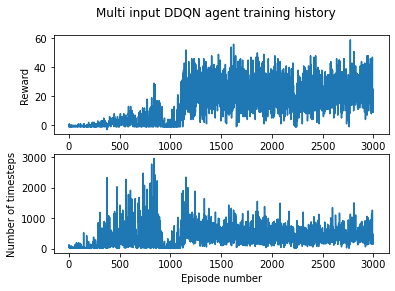 Multi input DDQN agent training history
60
40
20
0
Reward
0 500 1000 1500 2000 2500 3000
3000
2000
1000
0
Number of timesteps
0 500 1000 1500 2000 2500 3000
Episode number